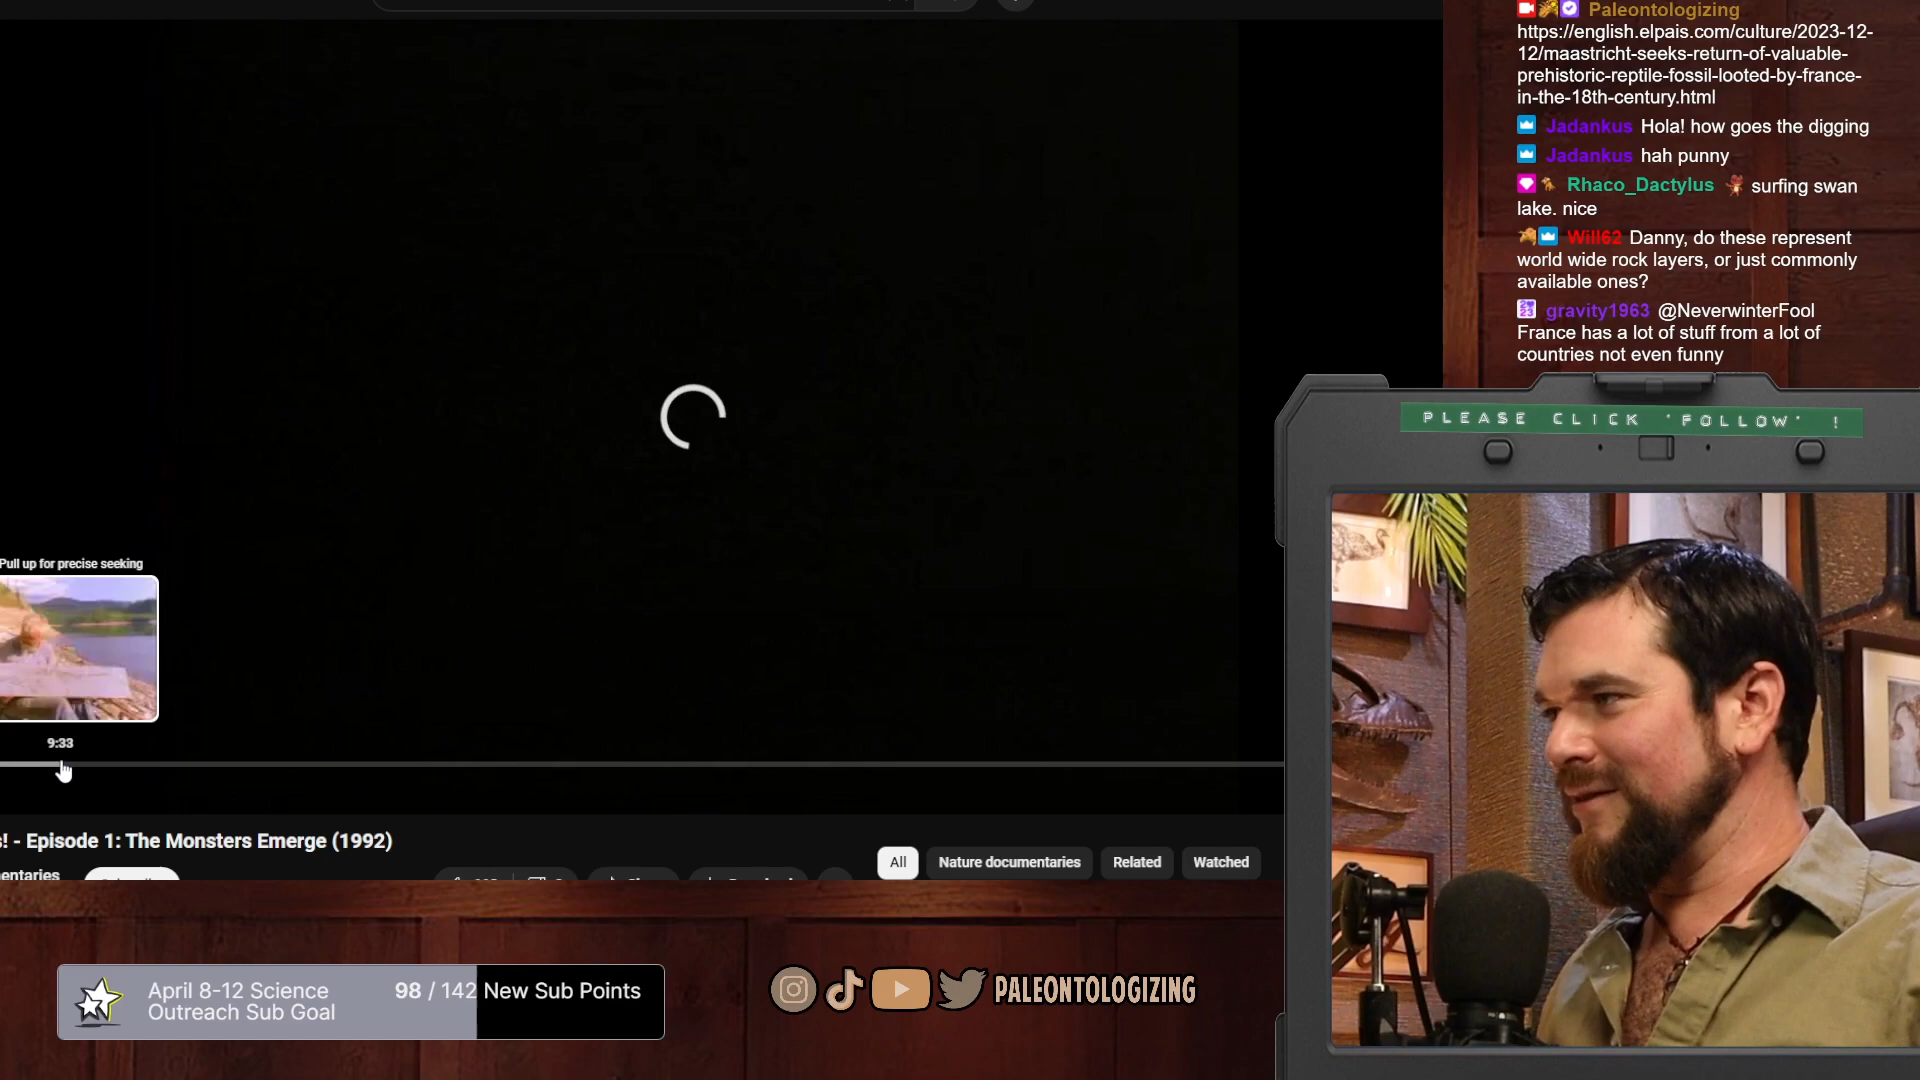 Paleontologizing
https://english.elpais.com/culture/2023-12-
12/maastricht-seeks-return-of-valuable-
prehistoric-reptile-fossil-looted-by-france-
in-the-18th-century.html
Jadankus Hola! how goes the digging
Jadankus hah punny
Rhaco_Dactylus surfing swan
lake. nice
Will62 Danny, do these represent
world wide rock layers, or just commonly
available ones?
gravity1963 @NeverwinterFool
France has a lot of stuff from a lot of
countries not even funny
PLEASE CLICK "FOLLOW" !
Pull up for precise seeking
9:33
s! - Episode 1: The Monsters Emerge (1992)
entaries
All Nature documentaries Related Watched
April 8-12 Science
Outreach Sub Goal
98 / 142 New Sub Points
PALEONTOLOGIZING